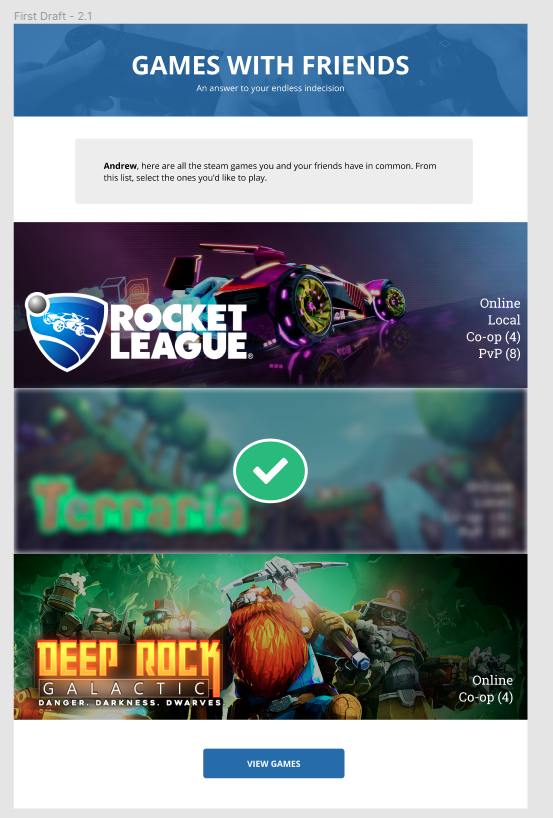 First Draft - 2.1
GAMES WITH FRIENDS
An answer to your endless indecision
Andrew, here are all the steam games you and your friends have in common. From
this list, select the ones you'd like to play.
ROCKET
LEAGUE®
Online
Local
Co-op (4)
PvP (8)
Terraria
DEEP ROCK
GALACTIC
DANGER. DARKNESS. DWARVES
Online
Co-op (4)
VIEW GAMES